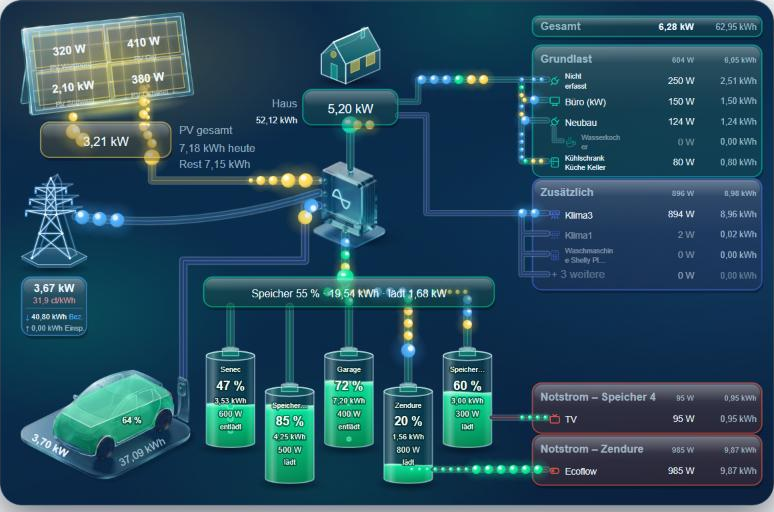 320 W
410 W
2,10 kW
380 W
3,21 kW
PV gesamt
7,18 kWh heute
Rest 7,15 kWh
Haus
52,12 kWh
5,20 kW
3,67 kW
31,9 ct/kWh
↓ 40,80 kWh Bez.
↑ 0,00 kWh Einsp.
Speicher 55 % · 19,54 kWh · lädt 1,68 kW
Senec
47 %
3,53 kWh
600 W
entlädt
Speicher...
85 %
4,25 kWh
500 W
lädt
Garage
72 %
7,20 kWh
400 W
entlädt
Zendure
20 %
1,56 kWh
800 W
lädt
Speicher...
60 %
3,00 kWh
300 W
lädt
64 %
3,70 kW
37,09 kWh
Gesamt 6,28 kW 62,95 kWh
Grundlast 604 W 6,05 kWh
Nicht
erfasst 250 W 2,51 kWh
Büro (kW) 150 W 1,50 kWh
Neubau 124 W 1,24 kWh
Wasserkoch
er 0 W 0,00 kWh
Kühlschrank
Küche Keller 80 W 0,80 kWh
Zusätzlich 896 W 8,98 kWh
Klima3 894 W 8,96 kWh
Klima1 2 W 0,02 kWh
Waschmaschin
e Shelly Pl... 0 W 0,00 kWh
+ 3 weitere 0 W 0,00 kWh
Notstrom – Speicher 4 95 W 0,95 kWh
TV 95 W 0,95 kWh
Notstrom – Zendure 985 W 9,87 kWh
Ecoflow 985 W 9,87 kWh